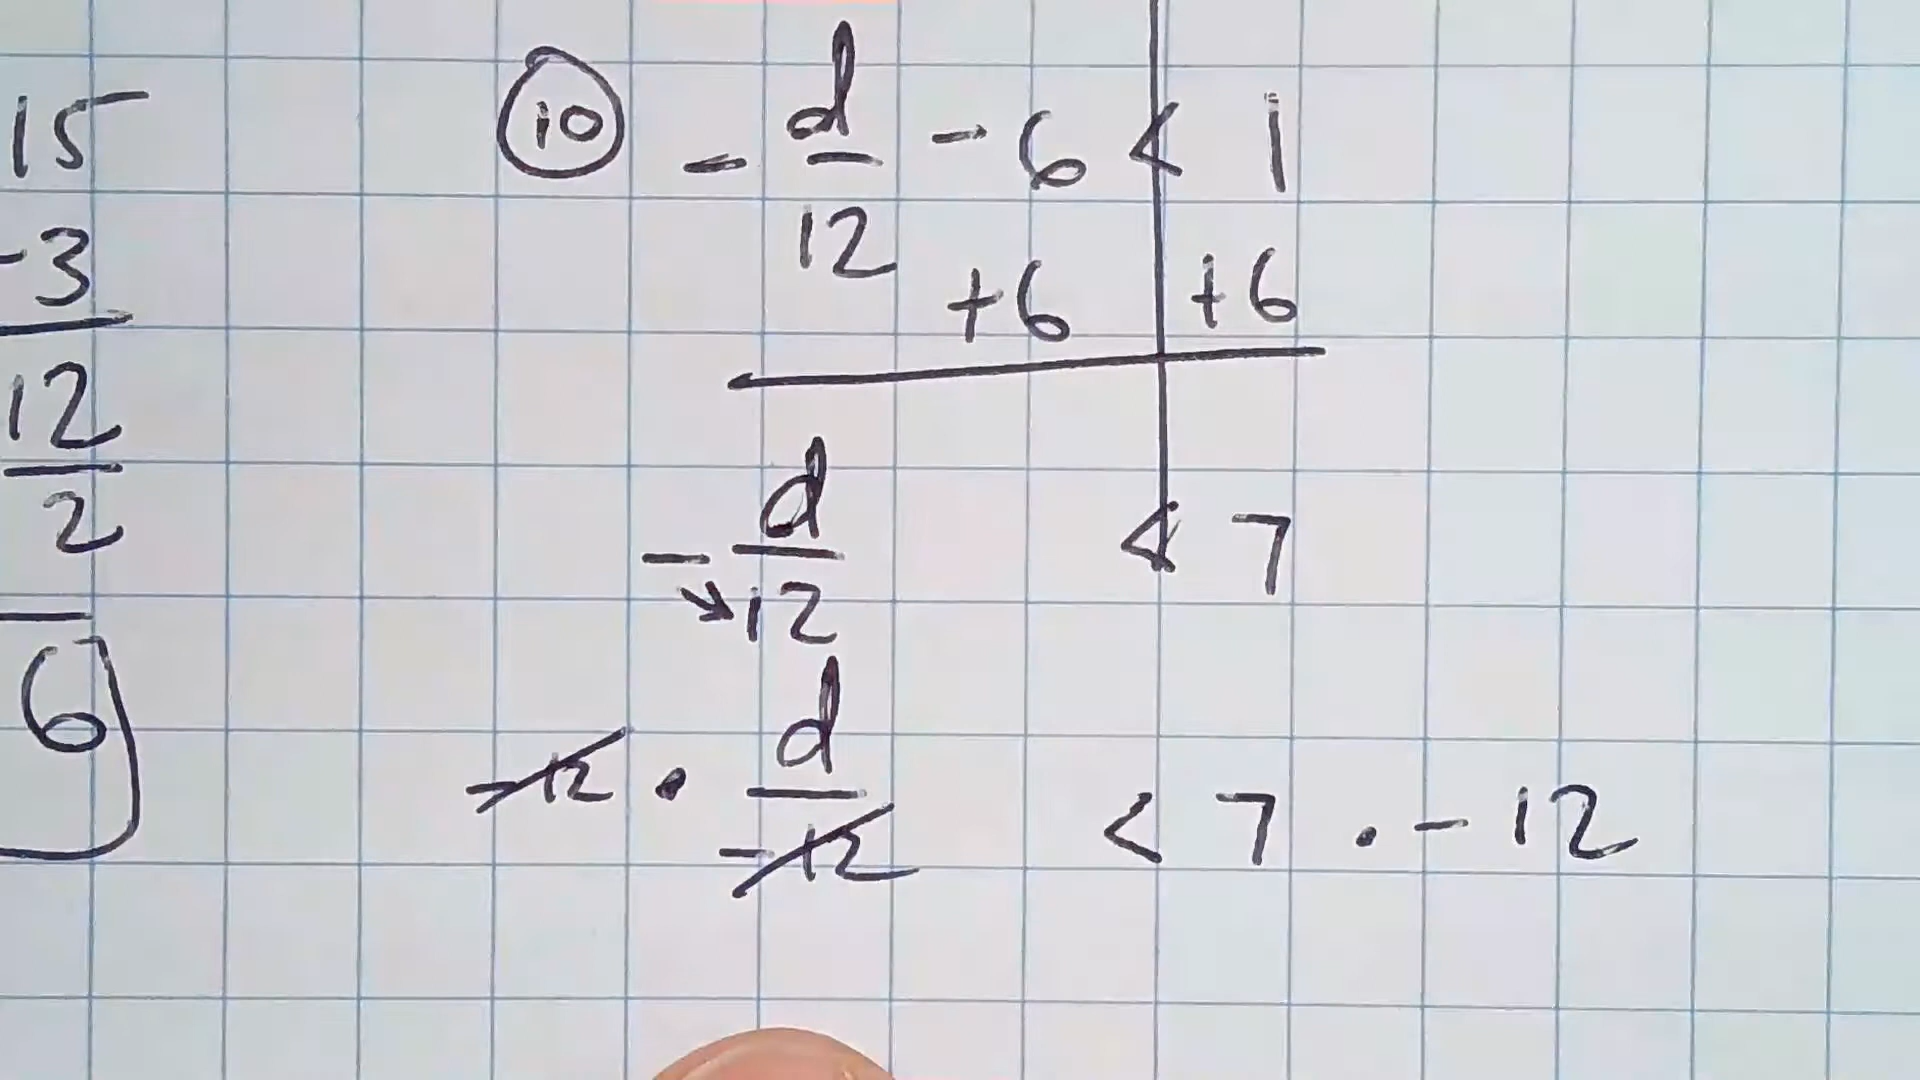 15
-3
12
2
6
10 - d/12 - 6 < 1
+6 +6
- d/12 < 7
-12 · d/-12 < 7 · -12